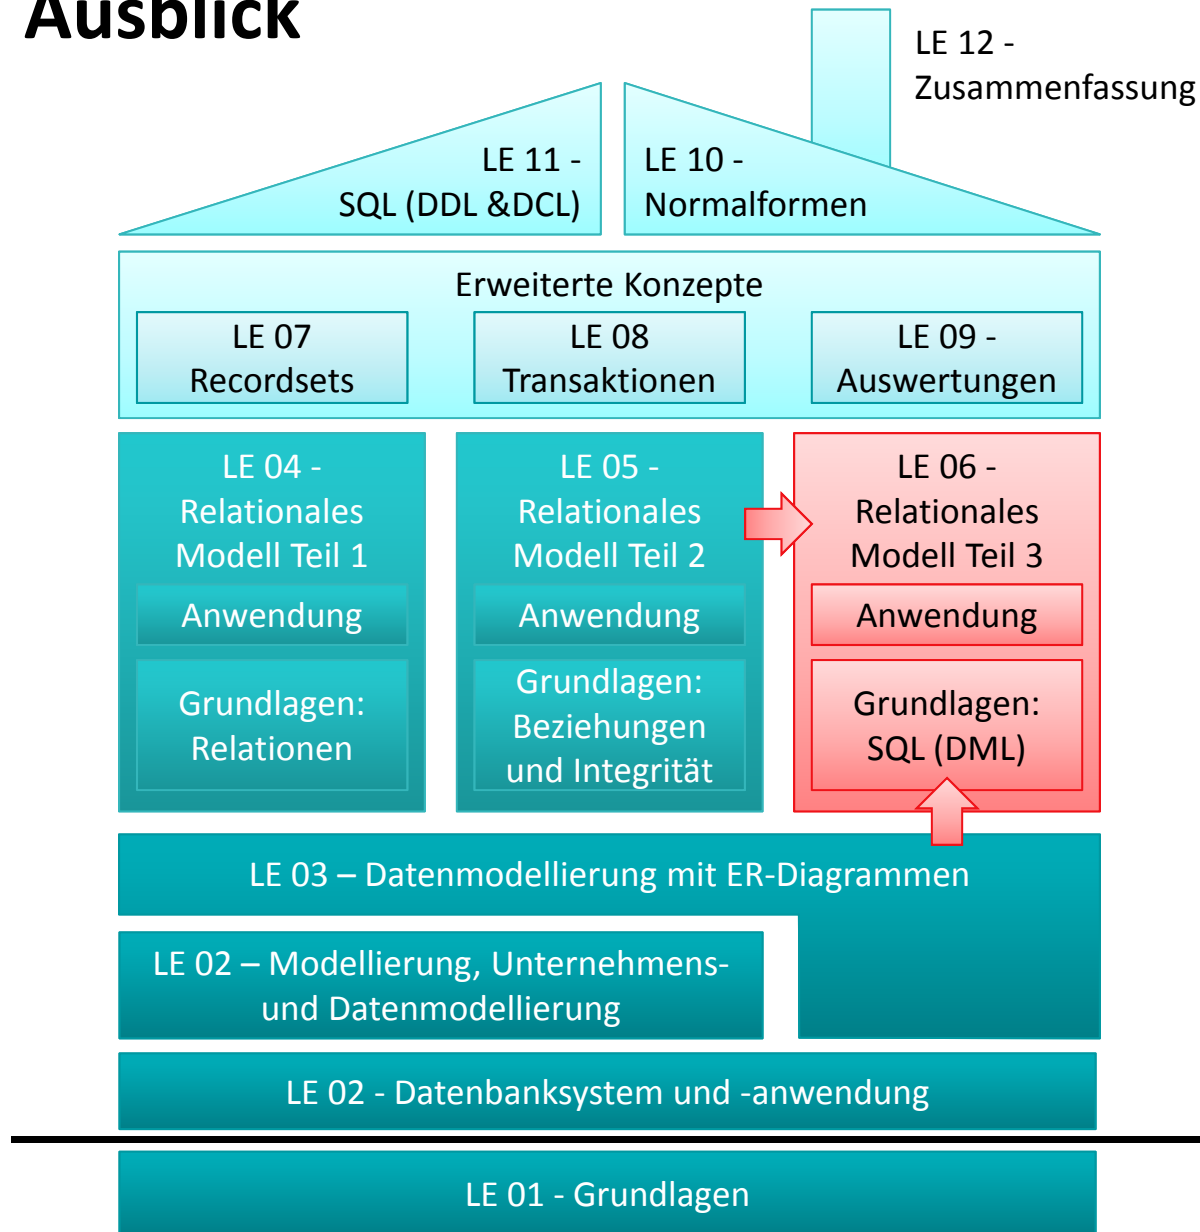 Ausblick
LE 12 -
Zusammenfassung
LE 11 -
SQL (DDL &DCL)
LE 10 -
Normalformen
Erweiterte Konzepte
LE 07
Recordsets
LE 08
Transaktionen
LE 09 -
Auswertungen
LE 04 -
Relationales
Modell Teil 1
Anwendung
Grundlagen:
Relationen
LE 05 -
Relationales
Modell Teil 2
Anwendung
Grundlagen:
Beziehungen
und Integrität
LE 06 -
Relationales
Modell Teil 3
Anwendung
Grundlagen:
SQL (DML)
LE 03 – Datenmodellierung mit ER-Diagrammen
LE 02 – Modellierung, Unternehmens-
und Datenmodellierung
LE 02 - Datenbanksystem und -anwendung
LE 01 - Grundlagen